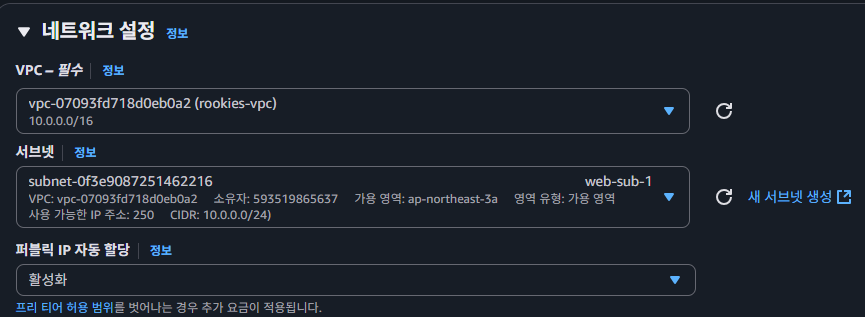 네트워크 설정 정보
VPC – 필수 정보
vpc-07093fd718d0eb0a2 (rookies-vpc)
10.0.0.0/16
서브넷 정보
subnet-0f3e9087251462216 web-sub-1
VPC: vpc-07093fd718d0eb0a2 소유자: 593519865637 가용 영역: ap-northeast-3a 영역 유형: 가용 영역
사용 가능한 IP 주소: 250 CIDR: 10.0.0.0/24)
새 서브넷 생성
퍼블릭 IP 자동 할당 정보
활성화
프리 티어 허용 범위를 벗어나는 경우 추가 요금이 적용됩니다.